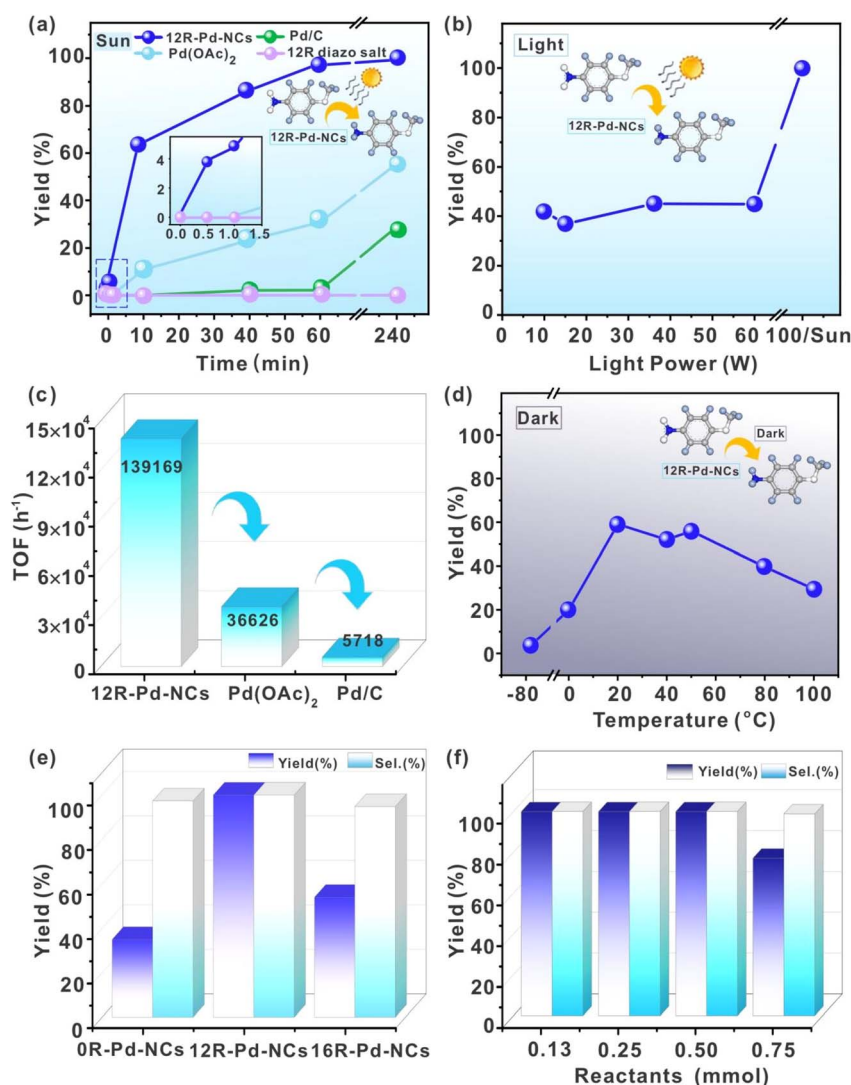 (a)
Sun
12R-Pd-NCs
Pd/C
Pd(OAc)2
12R diazo salt
100
80
60
40
20
0
Yield (%)
4
2
0
0.0 0.5 1.0 1.5
12R-Pd-NCs
0 10 20 30 40 50 60 240
Time (min)
(b)
Light
100
80
60
40
20
0
Yield (%)
12R-Pd-NCs
0 10 20 30 40 50 60 100/Sun
Light Power (W)
(c)
15×10⁴
12×10⁴
9×10⁴
6×10⁴
3×10⁴
0
TOF (h⁻¹)
139169
36626
5718
12R-Pd-NCs Pd(OAc)2 Pd/C
(d)
Dark
100
80
60
40
20
0
Yield (%)
Dark
12R-Pd-NCs
-80 0 20 40 60 80 100
Temperature (°C)
(e)
Yield(%) Sel.(%)
100
80
60
40
20
0
Yield (%)
0R-Pd-NCs 12R-Pd-NCs 16R-Pd-NCs
(f)
Yield(%) Sel.(%)
100
80
60
40
20
0
Yield (%)
0.13 0.25 0.50 0.75
Reactants (mmol)